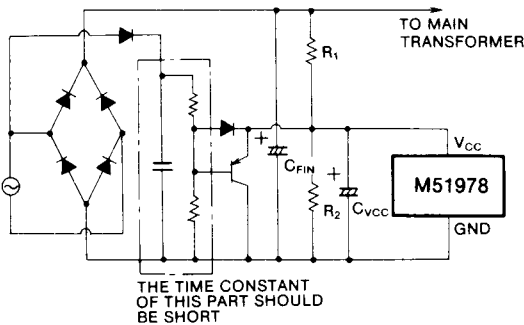 TO MAIN
TRANSFORMER
R1
+
CFIN
VCC
+
M51978
R2
CVCC
GND
THE TIME CONSTANT
OF THIS PART SHOULD
BE SHORT